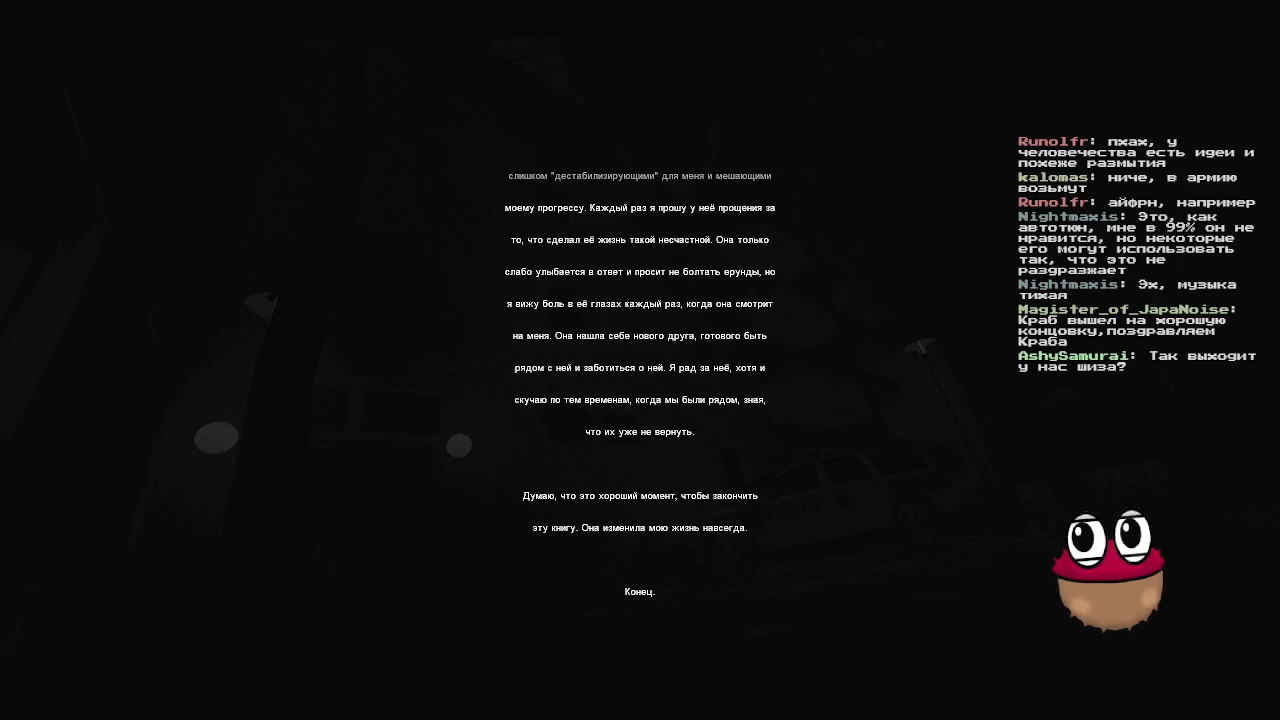 слишком "дестабилизирующими" для меня и мешающими
моему прогрессу. Каждый раз я прошу у неё прощения за
то, что сделал её жизнь такой несчастной. Она только
слабо улыбается в ответ и просит не болтать ерунды, но
я вижу боль в её глазах каждый раз, когда она смотрит
на меня. Она нашла себе нового друга, готового быть
рядом с ней и заботиться о ней. Я рад за неё, хотя и
скучаю по тем временам, когда мы были рядом, зная,
что их уже не вернуть.
Думаю, что это хороший момент, чтобы закончить
эту книгу. Она изменила мою жизнь навсегда.
Конец.
Runolfr: пхах, у
человечества есть идеи и
похеже размытия
kalomas: ниче, в армию
возьмут
Runolfr: айфрн, например
Nightmaxis: Это, как
автотюн, мне в 99% он не
нравится, но некоторые
его могут использовать
так, что это не
раздразжает
Nightmaxis: Эх, музыка
тихая
Magister_of_JapaNoise:
Краб вышел на хорошую
концовку,поздравляем
Краба
AshySamurai: Так выходит
у нас шиза?